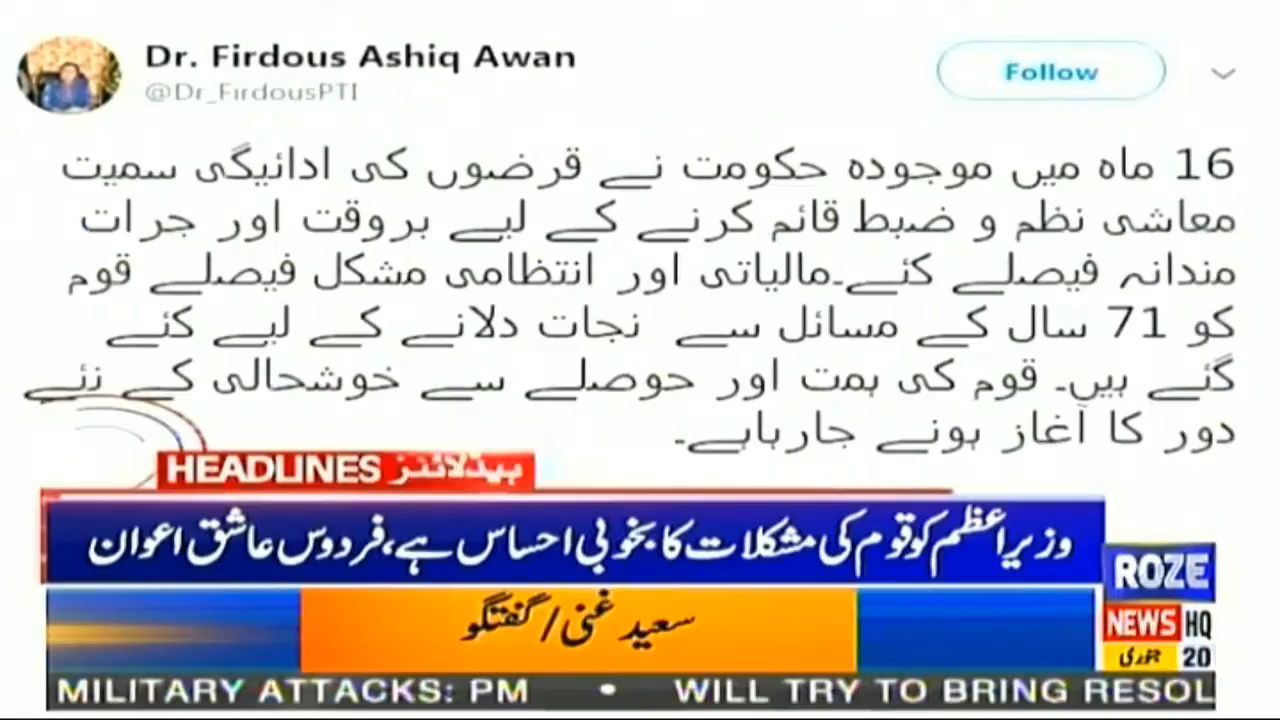 Dr. Firdous Ashiq Awan
@Dr_FirdousPTI
Follow
16 ماہ میں موجودہ حکومت نے قرضوں کی ادائیگی سمیت
معاشی نظم و ضبط قائم کرنے کے لیے بروقت اور جرات
مندانہ فیصلے کئے۔مالیاتی اور انتظامی مشکل فیصلے قوم
کو 71 سال کے مسائل سے نجات دلانے کے لیے کئے
گئے ہیں۔ قوم کی ہمت اور حوصلے سے خوشحالی کے نئے
دور کا آغاز ہونے جارہاہے۔
HEADLINES ہیڈلائنز
وزیراعظم کو قوم کی مشکلات کا بخوبی احساس ہے، فردوس عاشق اعوان
سعید غنی / گفتگو
ROZE
NEWS HQ
جنوری 20
MILITARY ATTACKS: PM • WILL TRY TO BRING RESOL